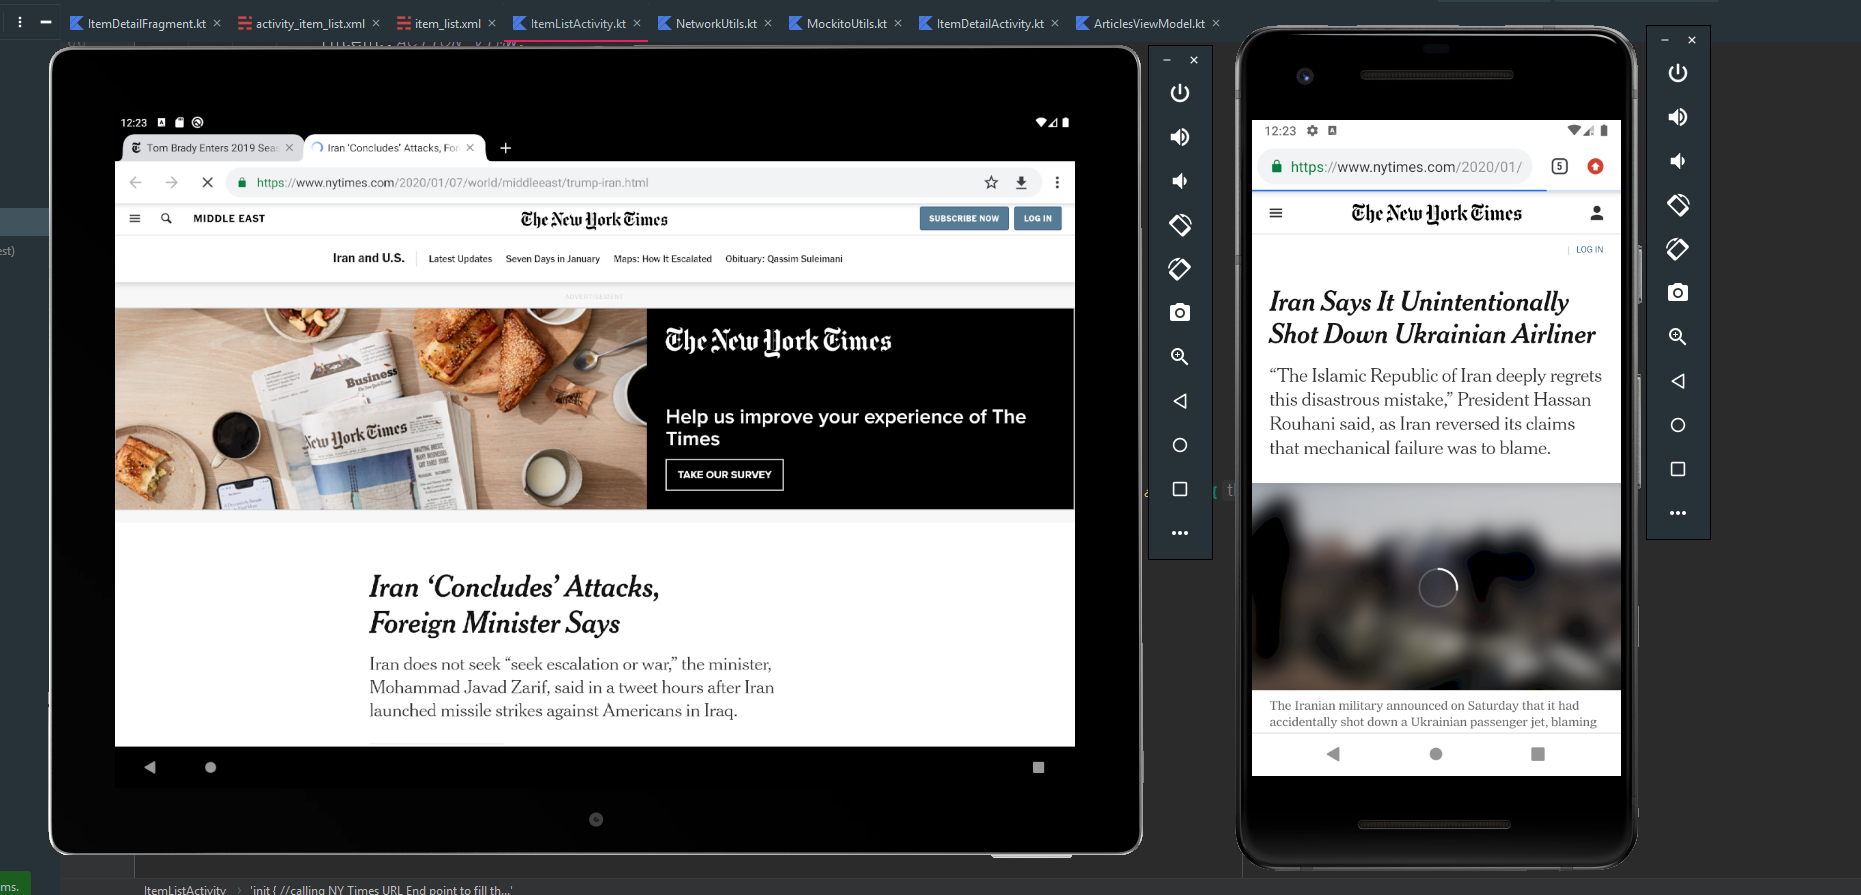 ItemDetailFragment.kt
activity_item_list.xml
item_list.xml
ItemListActivity.kt
NetworkUtils.kt
MockitoUtils.kt
ItemDetailActivity.kt
ArticlesViewModel.kt
12:23
Tom Brady Enters 2019 Seas
Iran 'Concludes' Attacks, For
https://www.nytimes.com/2020/01/07/world/middleeast/trump-iran.html
MIDDLE EAST
The New York Times
SUBSCRIBE NOW
LOG IN
Iran and U.S.
Latest Updates
Seven Days in January
Maps: How It Escalated
Obituary: Qassim Suleimani
ADVERTISEMENT
Business
New York Times
The New York Times
Help us improve your experience of The
Times
TAKE OUR SURVEY
Iran ‘Concludes’ Attacks,
Foreign Minister Says
Iran does not seek “seek escalation or war,” the minister,
Mohammad Javad Zarif, said in a tweet hours after Iran
launched missile strikes against Americans in Iraq.
12:23
https://www.nytimes.com/2020/01/
5
The New York Times
LOG IN
Iran Says It Unintentionally
Shot Down Ukrainian Airliner
“The Islamic Republic of Iran deeply regrets
this disastrous mistake,” President Hassan
Rouhani said, as Iran reversed its claims
that mechanical failure was to blame.
The Iranian military announced on Saturday that it had
accidentally shot down a Ukrainian passenger jet, blaming
est)
ms.
ItemListActivity
'init { //calling NY Times URL End point to fill th...'